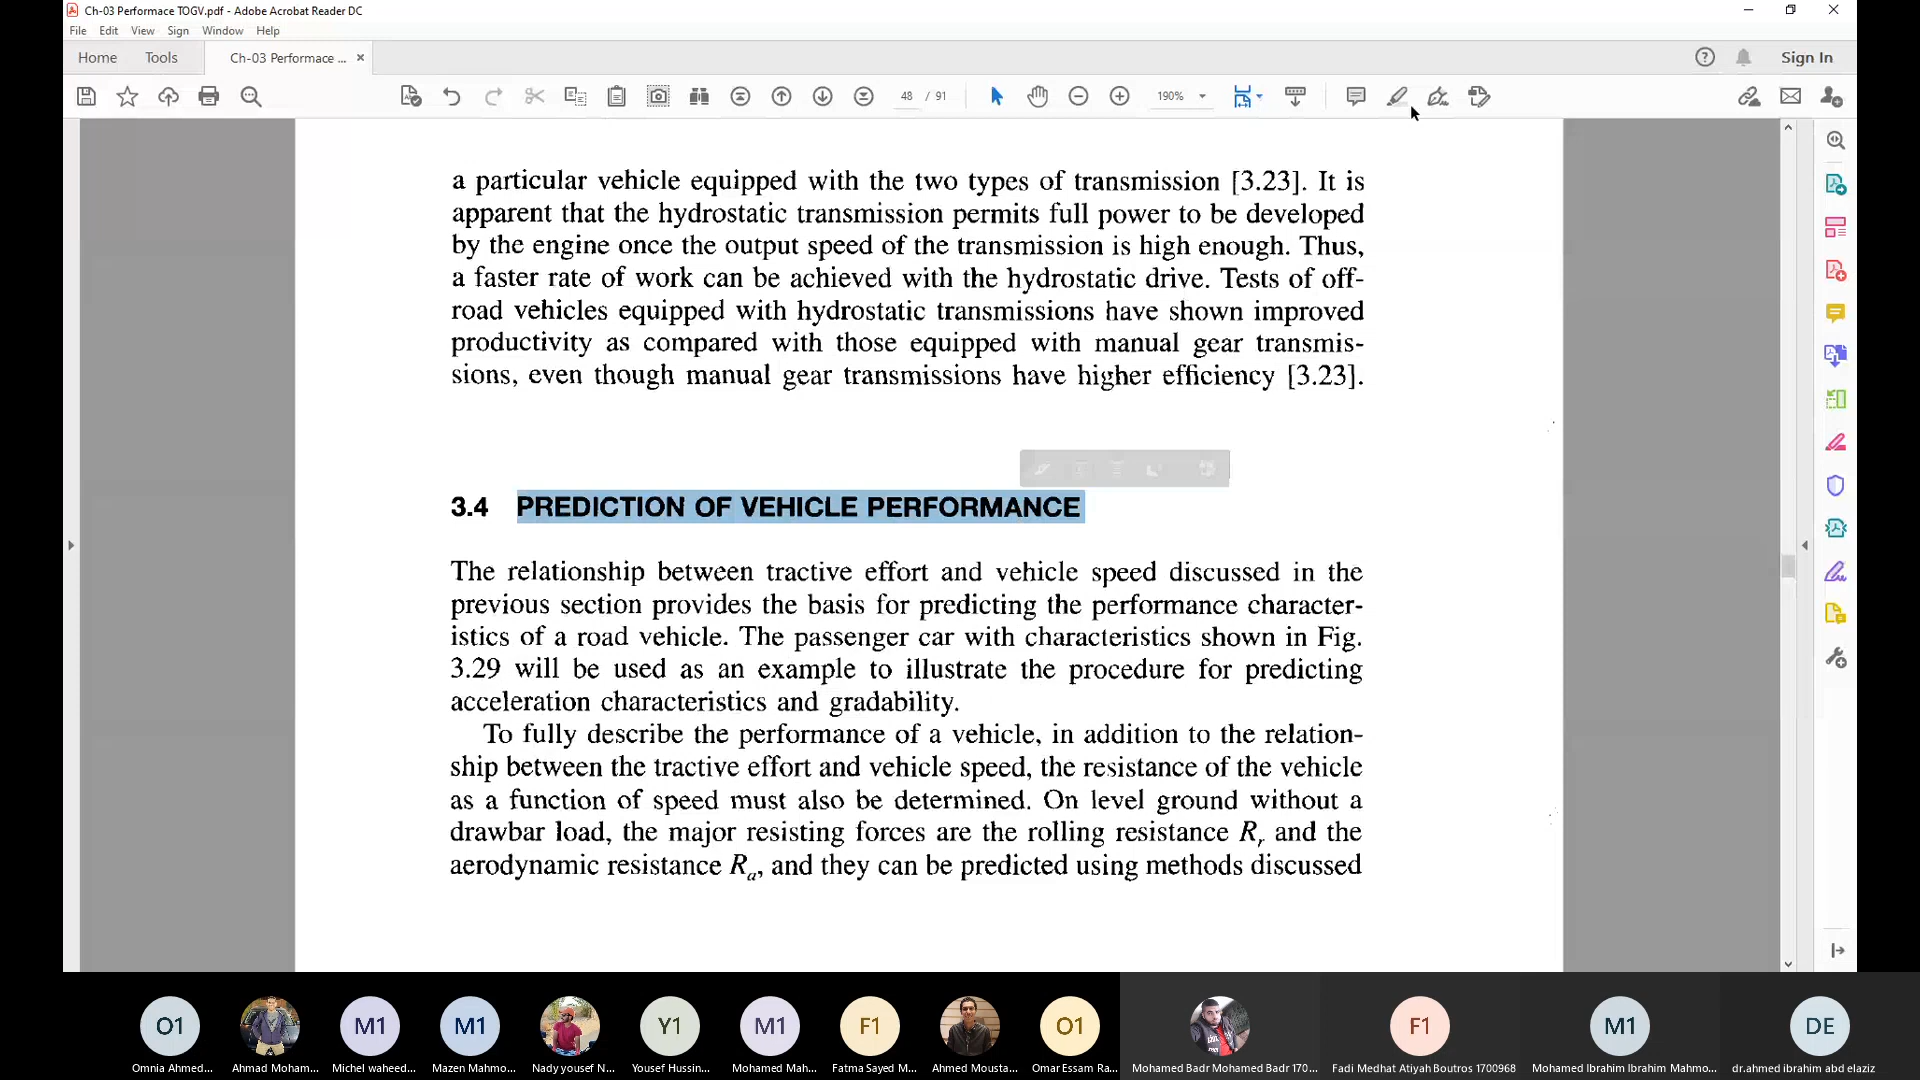 Ch-03 Performace TOGV.pdf - Adobe Acrobat Reader DC
File Edit View Sign Window Help
Home Tools Ch-03 Performace ... × Sign In
48 / 91 190%
a particular vehicle equipped with the two types of transmission [3.23]. It is
apparent that the hydrostatic transmission permits full power to be developed
by the engine once the output speed of the transmission is high enough. Thus,
a faster rate of work can be achieved with the hydrostatic drive. Tests of off-
road vehicles equipped with hydrostatic transmissions have shown improved
productivity as compared with those equipped with manual gear transmis-
sions, even though manual gear transmissions have higher efficiency [3.23].
3.4 PREDICTION OF VEHICLE PERFORMANCE
The relationship between tractive effort and vehicle speed discussed in the
previous section provides the basis for predicting the performance character-
istics of a road vehicle. The passenger car with characteristics shown in Fig.
3.29 will be used as an example to illustrate the procedure for predicting
acceleration characteristics and gradability.
To fully describe the performance of a vehicle, in addition to the relation-
ship between the tractive effort and vehicle speed, the resistance of the vehicle
as a function of speed must also be determined. On level ground without a
drawbar load, the major resisting forces are the rolling resistance Rr and the
aerodynamic resistance Ra, and they can be predicted using methods discussed
O1 M1 M1 Y1 M1 F1 O1 F1 M1 DE
Omnia Ahmed... Ahmad Moham... Michel waheed... Mazen Mahmo... Nady yousef N... Yousef Hussin... Mohamed Mah... Fatma Sayed M... Ahmed Mousta... Omar Essam Ra... Mohamed Badr Mohamed Badr 170... Fadi Medhat Atiyah Boutros 1700968 Mohamed Ibrahim Ibrahim Mahmo... dr.ahmed ibrahim abd elaziz